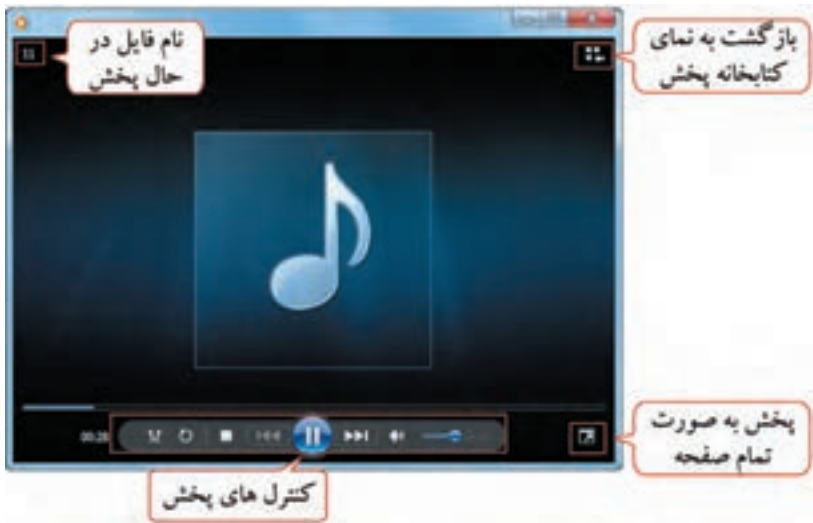 بازگشت به نمای
کتابخانه پخش
نام فایل در
حال پخش
پخش به صورت
تمام صفحه
کنترل های پخش